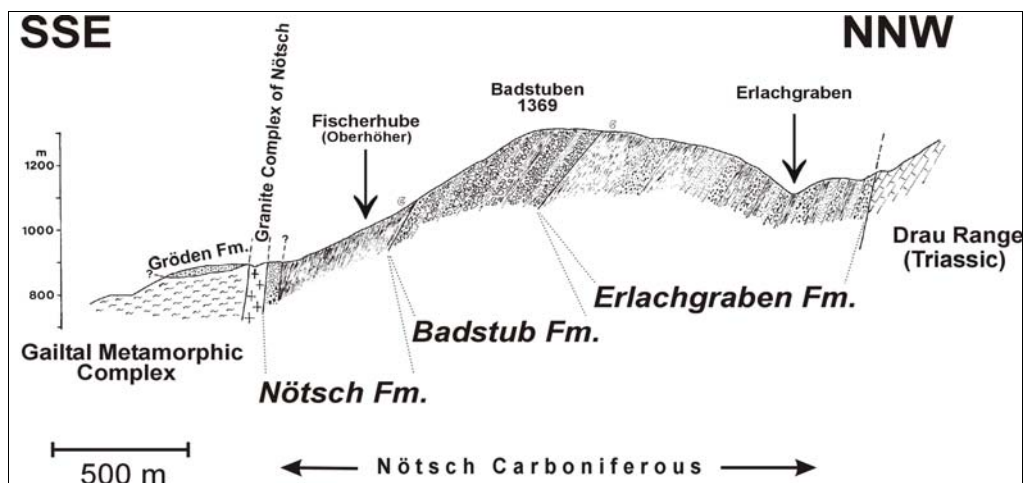 SSE
NNW
Granite Complex of Nötsch
Badstuben
1369
Erlachgraben
Fischerhube
(Oberhöher)
m
1200
1000
800
Gröden Fm.
?
?
Drau Range
(Triassic)
Erlachgraben Fm.
Badstub Fm.
Gailtal Metamorphic
Complex
Nötsch Fm.
500 m
Nötsch Carboniferous